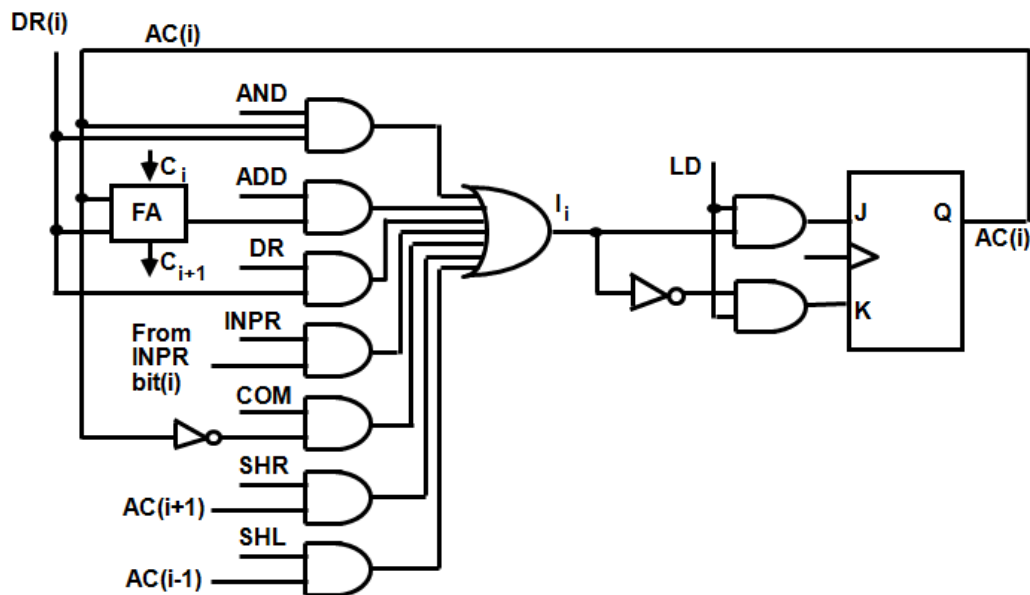 DR(i)
AC(i)
AND
C i
ADD
FA
C i+1
DR
INPR
From
INPR
bit(i)
COM
SHR
AC(i+1)
SHL
AC(i-1)
I i
LD
J
Q
K
AC(i)